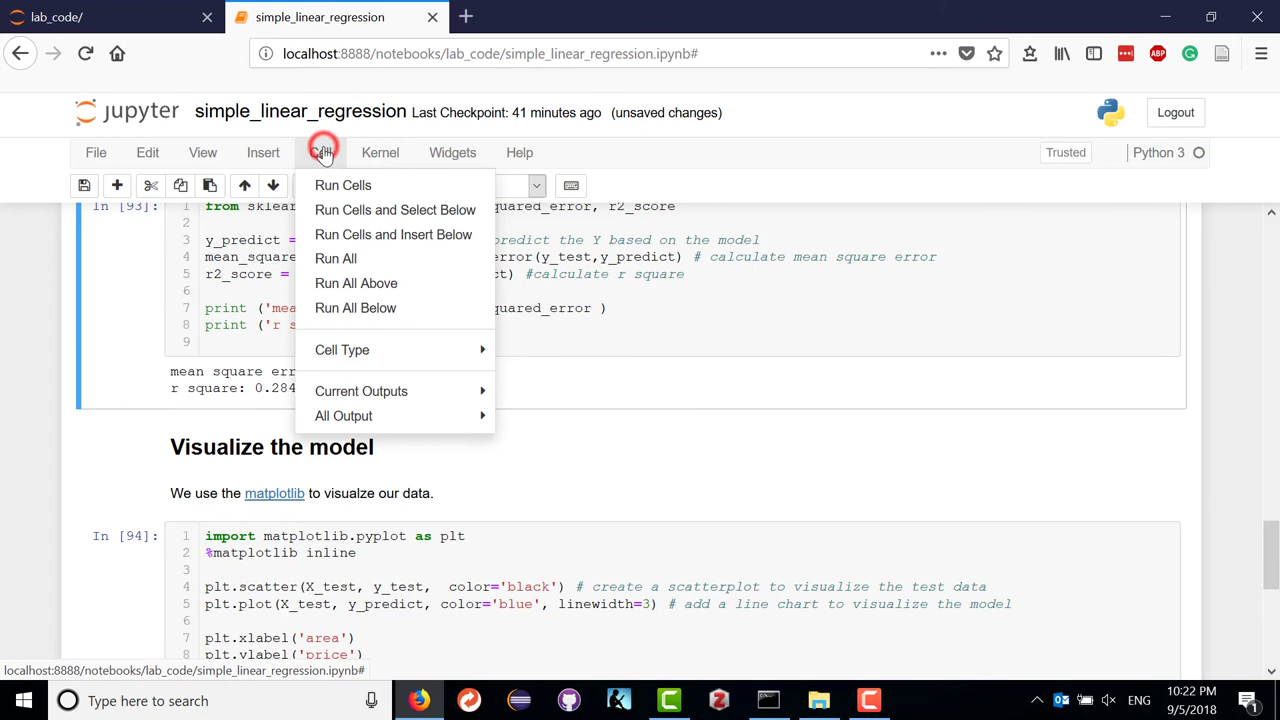 lab_code/
simple_linear_regression
localhost:8888/notebooks/lab_code/simple_linear_regression.ipynb#
ABP
jupyter simple_linear_regression Last Checkpoint: 41 minutes ago (unsaved changes)
Logout
File Edit View Insert Cell Kernel Widgets Help
Trusted Python 3
Run Cells
Run Cells and Select Below
Run Cells and Insert Below
Run All
Run All Above
Run All Below
Cell Type
Current Outputs
All Output
In [93]:
1 from sklear quared_error, r2_score
2
3 y_predict = predict the Y based on the model
4 mean_square error(y_test,y_predict) # calculate mean square error
5 r2_score = ct) #calculate r square
6
7 print ('mea quared_error )
8 print ('r s
9
mean square err
r square: 0.284
Visualize the model
We use the matplotlib to visualze our data.
In [94]:
1 import matplotlib.pyplot as plt
2 %matplotlib inline
3
4 plt.scatter(X_test, y_test, color='black') # create a scatterplot to visualize the test data
5 plt.plot(X_test, y_predict, color='blue', linewidth=3) # add a line chart to visualize the model
6
7 plt.xlabel('area')
8 plt.ylabel('price')
localhost:8888/notebooks/lab_code/simple_linear_regression.ipynb#
Type here to search
ENG
10:22 PM
9/5/2018
1